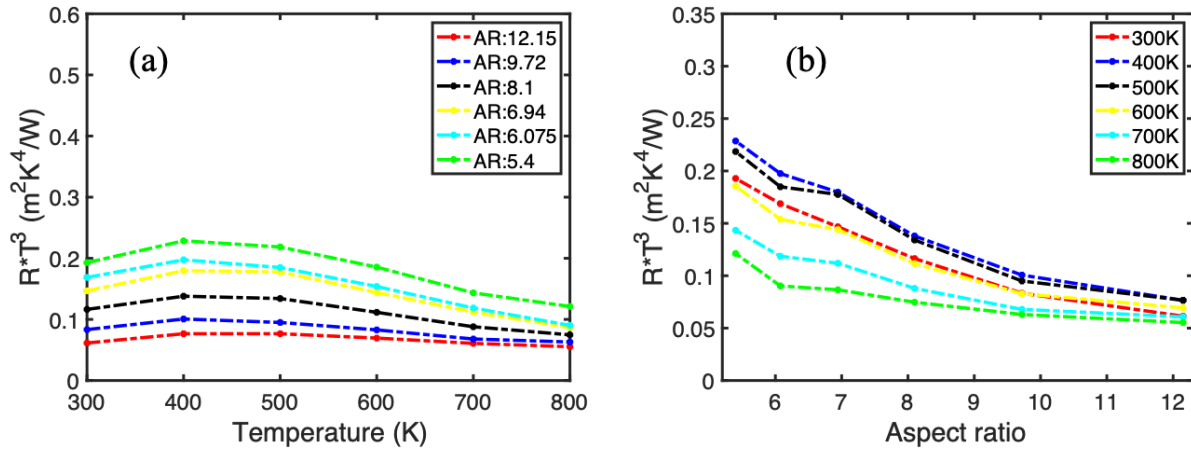 (a)
R*T³ (m²K⁴/W)
0.6
0.5
0.4
0.3
0.2
0.1
0
AR:12.15
AR:9.72
AR:8.1
AR:6.94
AR:6.075
AR:5.4
300 400 500 600 700 800
Temperature (K)
(b)
R*T³ (m²K⁴/W)
0.35
0.3
0.25
0.2
0.15
0.1
0.05
0
300K
400K
500K
600K
700K
800K
6 7 8 9 10 11 12
Aspect ratio